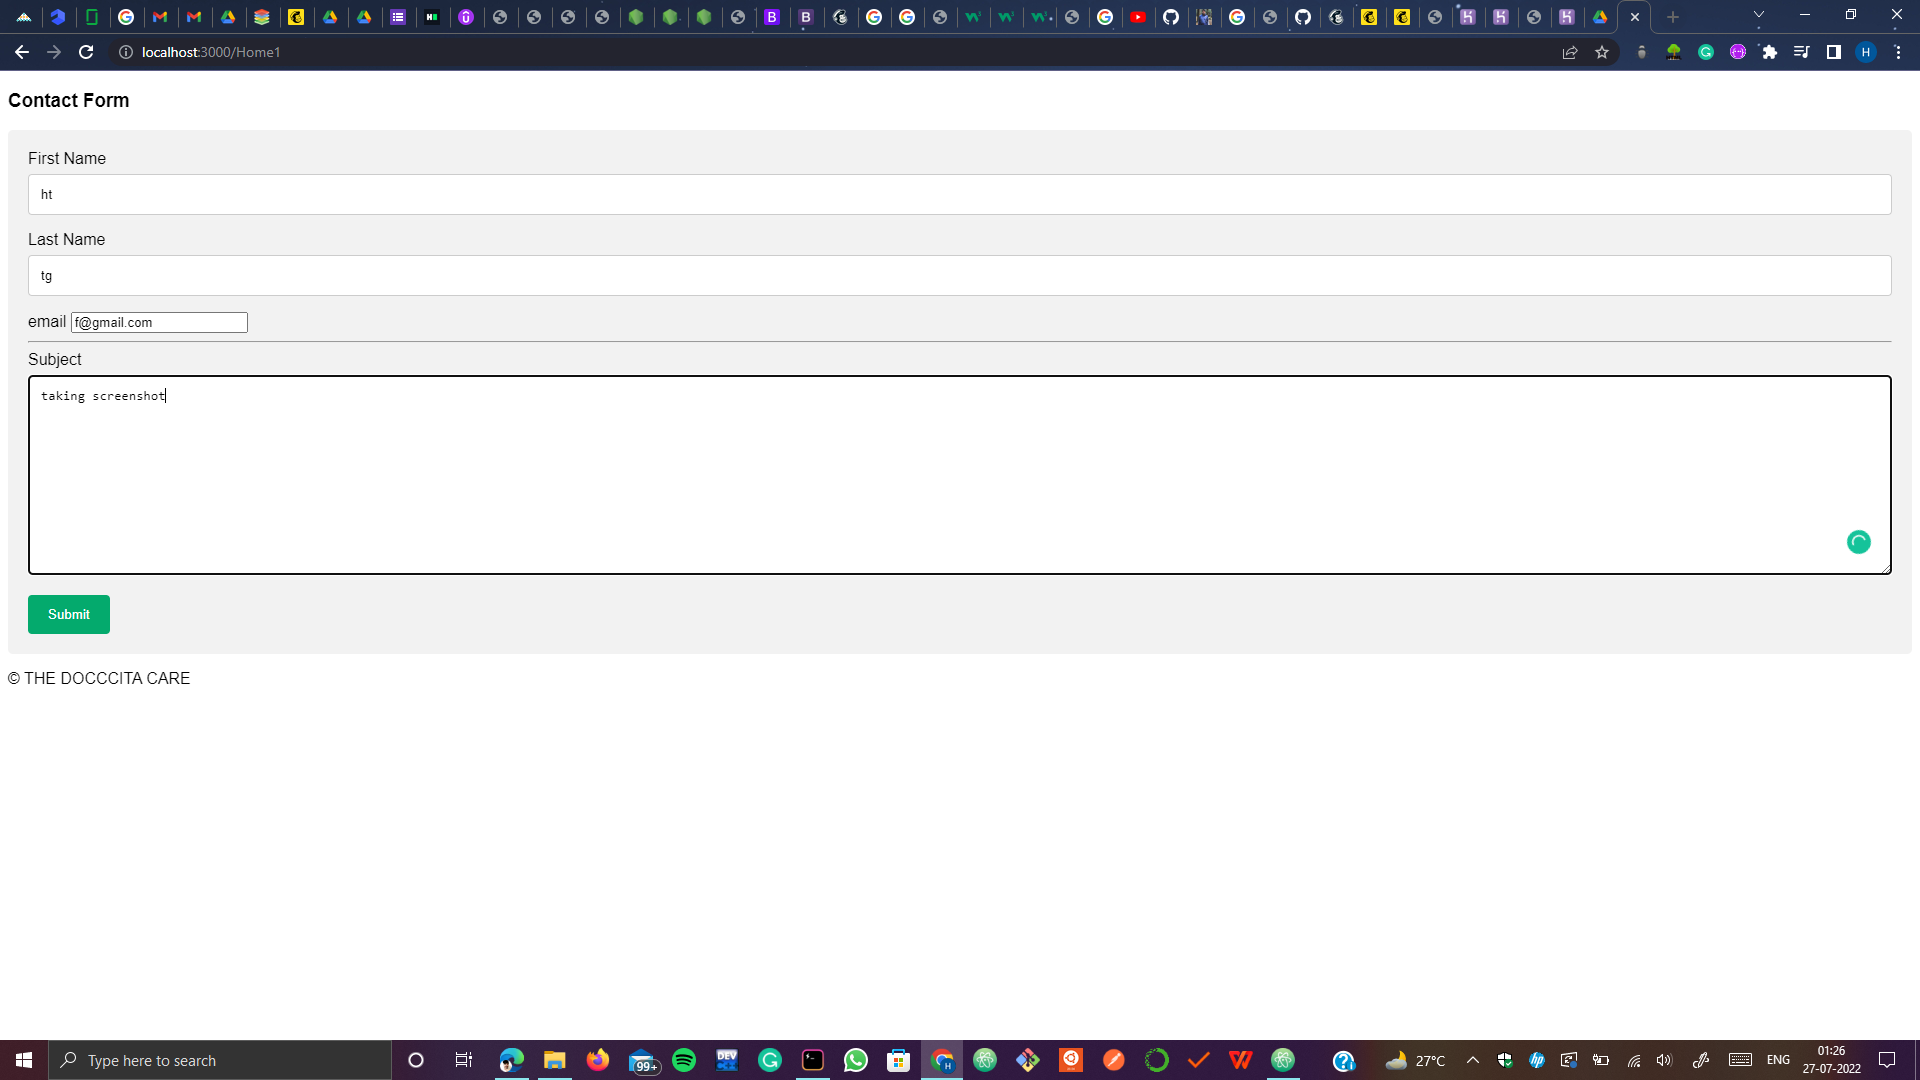 localhost:3000/Home1
Contact Form
First Name
ht
Last Name
tg
email f@gmail.com
Subject
taking screenshot
Submit
© THE DOCCCITA CARE
Type here to search
99+
DEV
27°C
ENG
01:26
27-07-2022